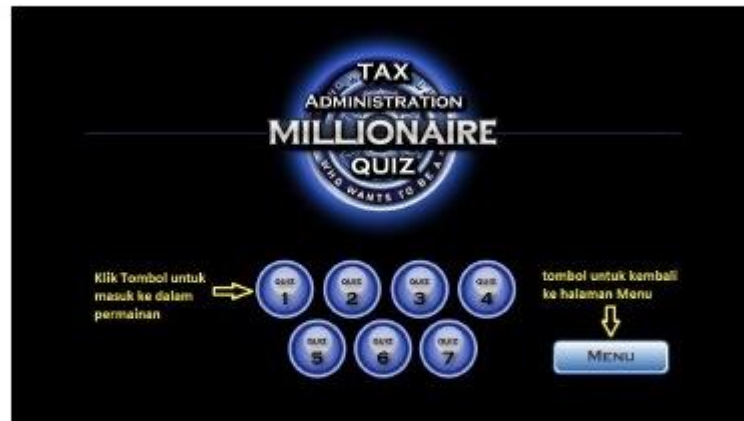 TAX
ADMINISTRATION
MILLIONAIRE
QUIZ
WHO WANTS TO BE A
Klik Tombol untuk
masuk ke dalam
permainan
QUIZ
1
QUIZ
2
QUIZ
3
QUIZ
4
tombol untuk kembali
ke halaman Menu
QUIZ
5
QUIZ
6
QUIZ
7
MENU